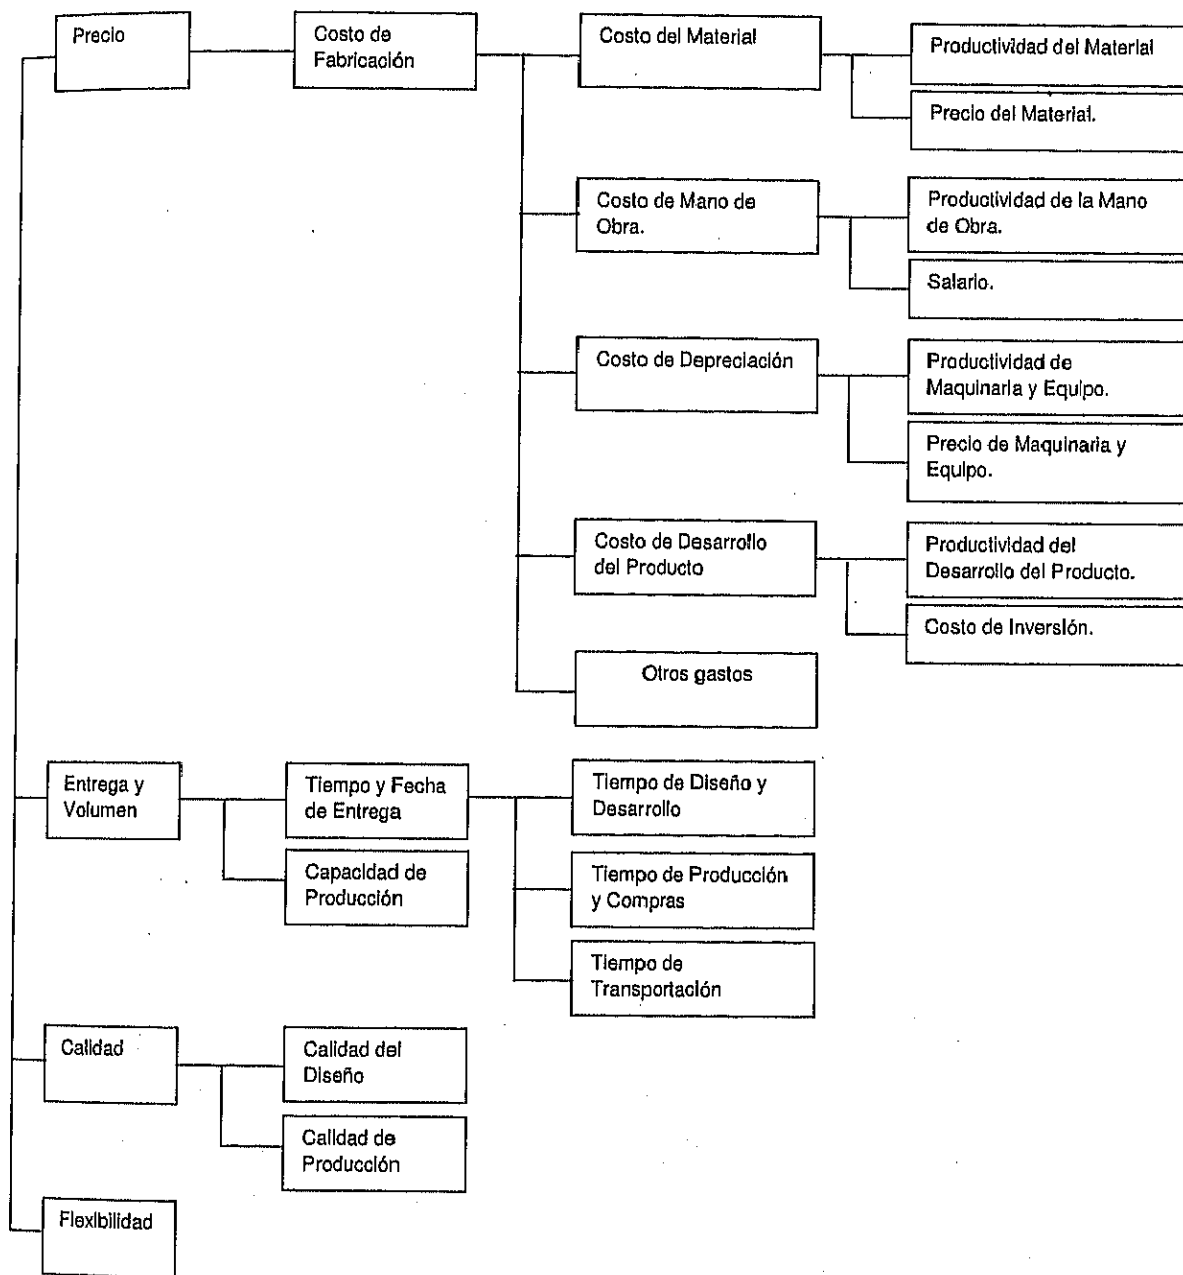 Precio
Costo de
Fabricación
Costo del Material
Productividad del Material
Precio del Material.
Costo de Mano de
Obra.
Productividad de la Mano
de Obra.
Salario.
Costo de Depreciación
Productividad de
Maquinaria y Equipo.
Precio de Maquinaria y
Equipo.
Costo de Desarrollo
del Producto
Productividad del
Desarrollo del Producto.
Costo de Inversión.
Otros gastos
Entrega y
Volumen
Tiempo y Fecha
de Entrega
Tiempo de Diseño y
Desarrollo
Capacidad de
Producción
Tiempo de Producción
y Compras
Tiempo de
Transportación
Calidad
Calidad del
Diseño
Calidad de
Producción
Flexibilidad